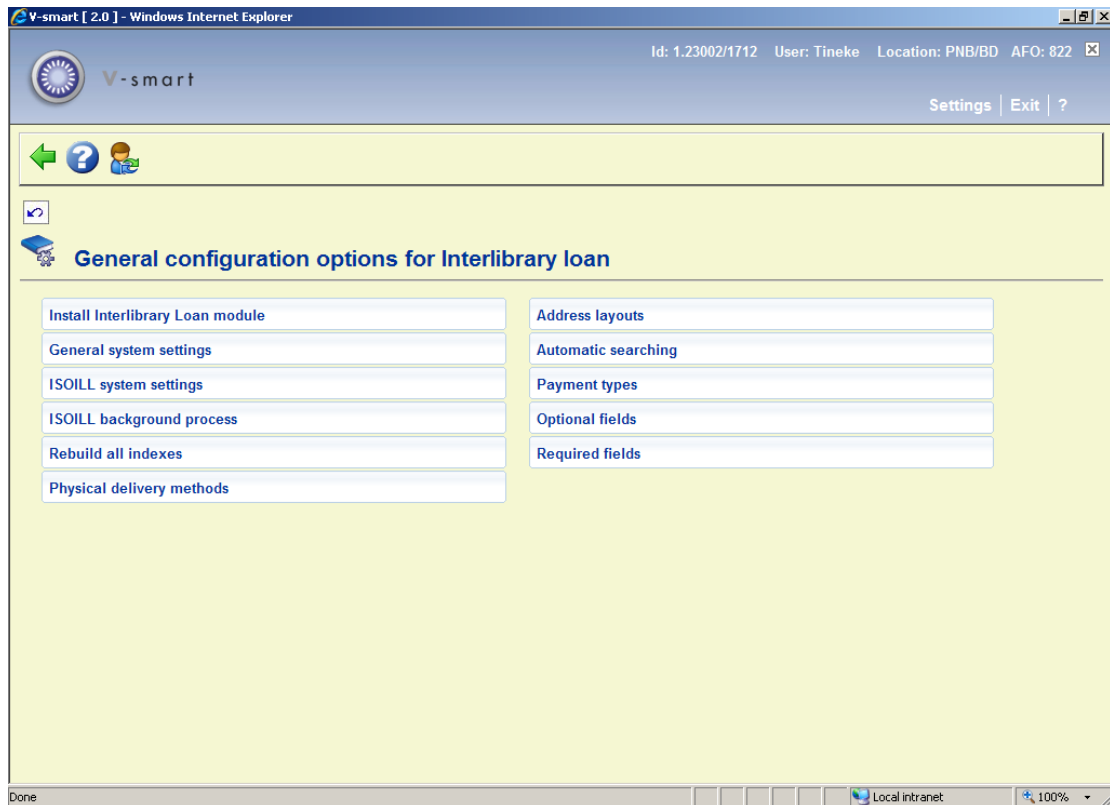 V-smart [ 2.0 ] - Windows Internet Explorer
Id: 1.23002/1712 User: Tineke Location: PNB/BD AFO: 822
V-smart
Settings Exit ?
General configuration options for Interlibrary loan
Install Interlibrary Loan module
General system settings
ISOILL system settings
ISOILL background process
Rebuild all indexes
Physical delivery methods
Address layouts
Automatic searching
Payment types
Optional fields
Required fields
Done
Local intranet
100%